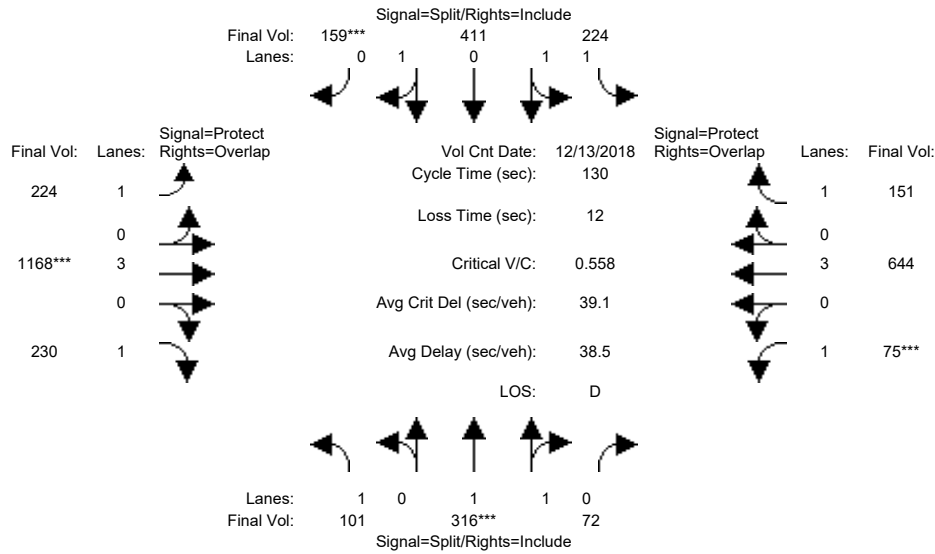 Signal=Split/Rights=Include
Final Vol: 159*** 411 224
Lanes: 0 1 0 1 1
Signal=Protect
Final Vol: Lanes: Rights=Overlap
Vol Cnt Date: 12/13/2018
Signal=Protect
Rights=Overlap Lanes: Final Vol:
Cycle Time (sec): 130
224 1
1 151
Loss Time (sec): 12
0
0
1168*** 3
Critical V/C: 0.558
3 644
0
Avg Crit Del (sec/veh): 39.1
0
230 1
Avg Delay (sec/veh): 38.5
1 75***
LOS: D
Lanes: 1 0 1 1 0
Final Vol: 101 316*** 72
Signal=Split/Rights=Include